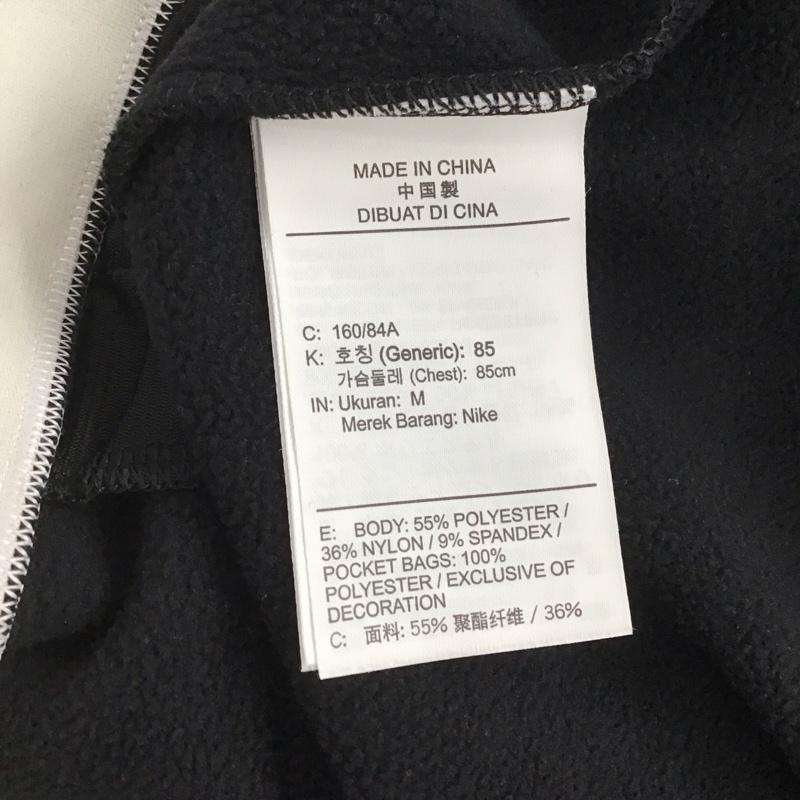 MADE IN CHINA
中国製
DIBUAT DI CINA
C: 160/84A
K: 호칭 (Generic): 85
가슴둘레 (Chest): 85cm
IN: Ukuran: M
Merek Barang: Nike
E: BODY: 55% POLYESTER /
36% NYLON / 9% SPANDEX /
POCKET BAGS: 100%
POLYESTER / EXCLUSIVE OF
DECORATION
C: 面料: 55% 聚酯纤维 / 36%